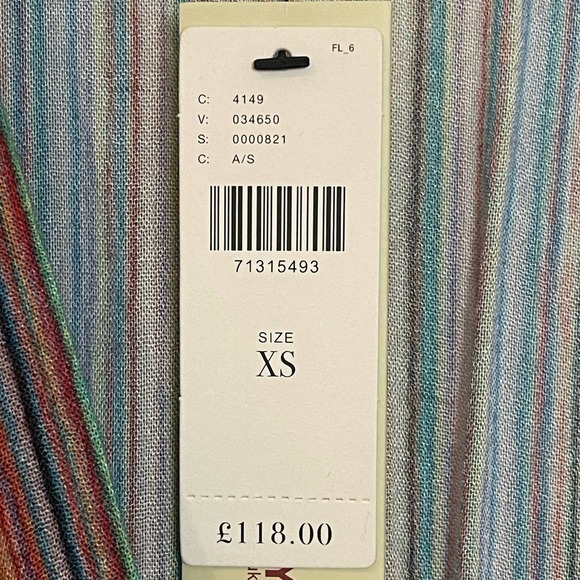 FL_6
C: 4149
V: 034650
S: 0000821
C: A/S
71315493
SIZE
XS
£118.00